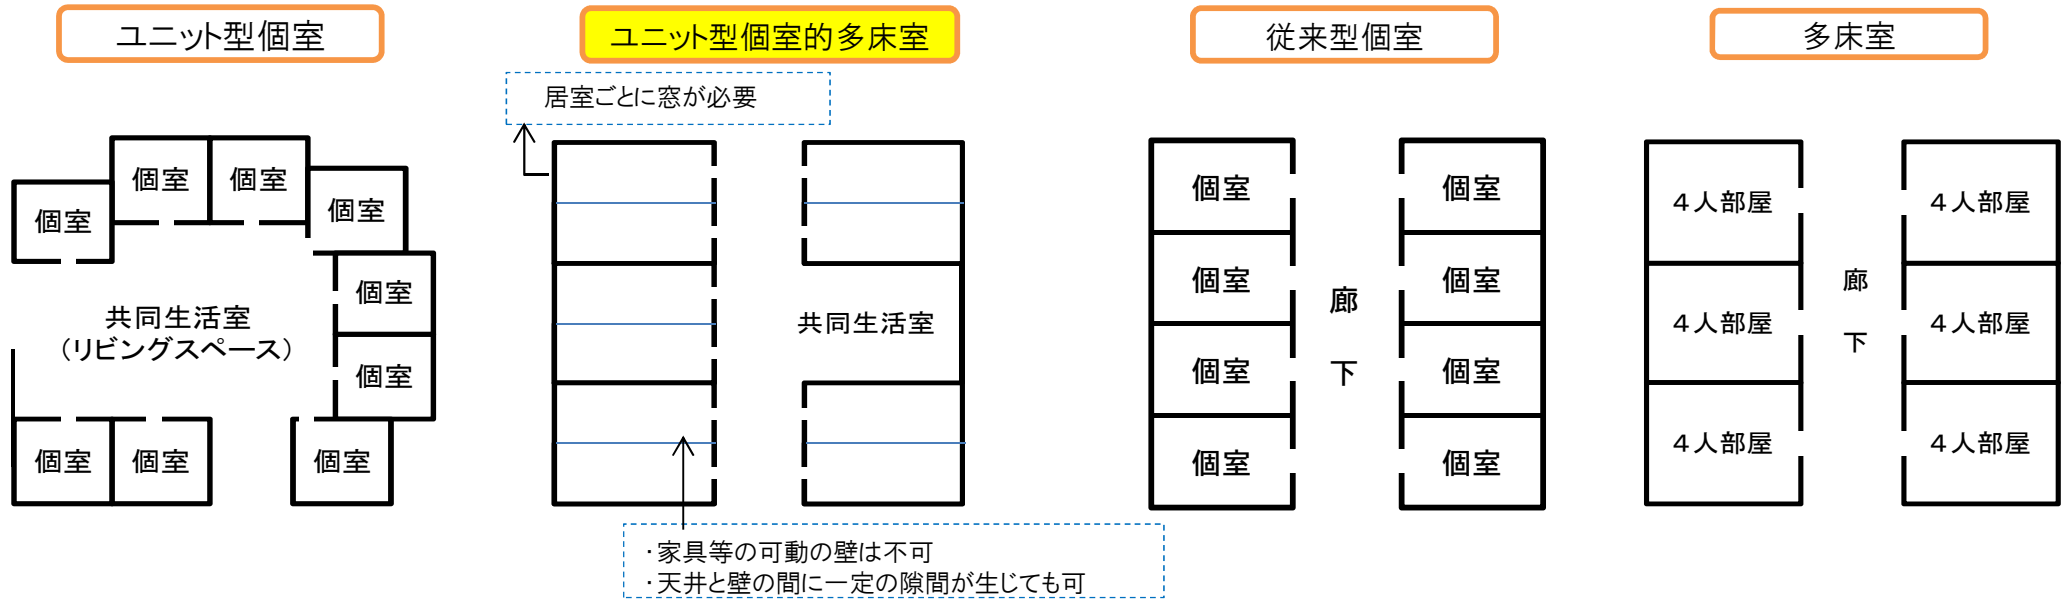 ユニット型個室
ユニット型個室的多床室
従来型個室
多床室
居室ごとに窓が必要
個室
個室
個室
個室
個室
個室
個室
個室
個室
共同生活室
（リビングスペース）
共同生活室
・家具等の可動の壁は不可
・天井と壁の間に一定の隙間が生じても可
個室
個室
個室
個室
廊
下
個室
個室
個室
個室
４人部屋
４人部屋
４人部屋
廊
下
４人部屋
４人部屋
４人部屋